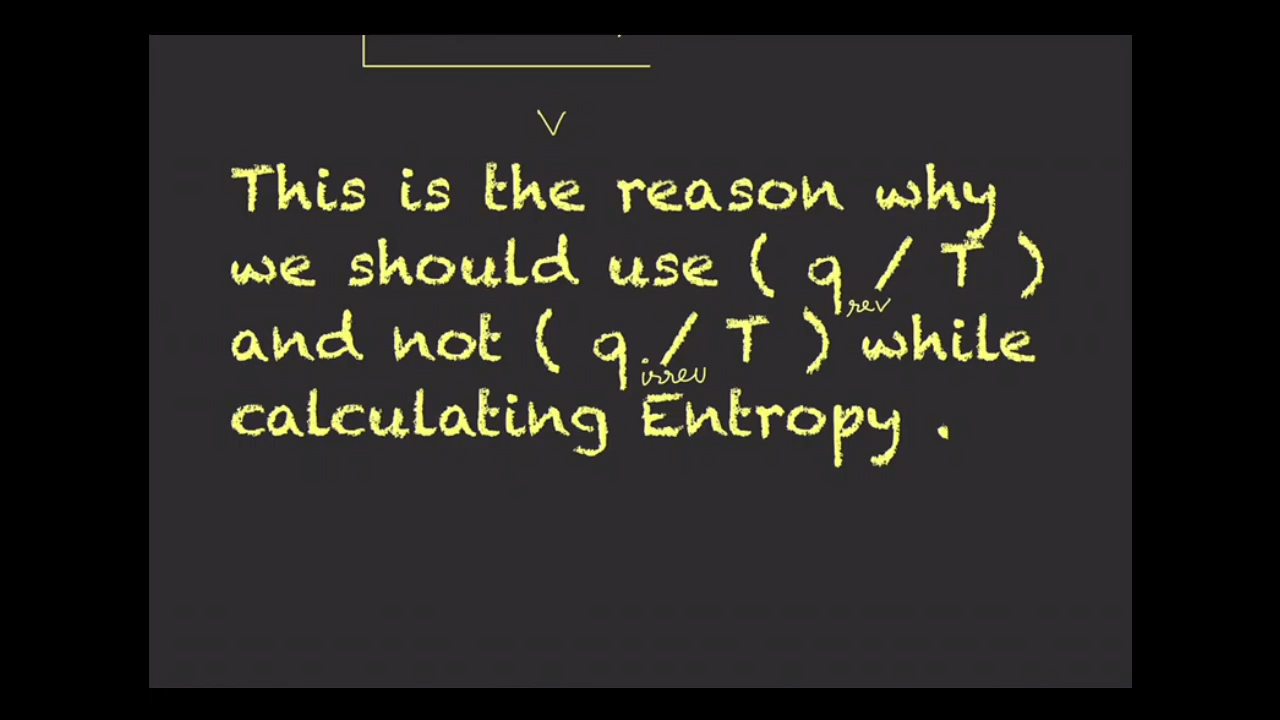 V
This is the reason why
we should use ( q rev / T )
and not ( q irrev / T ) while
calculating Entropy .